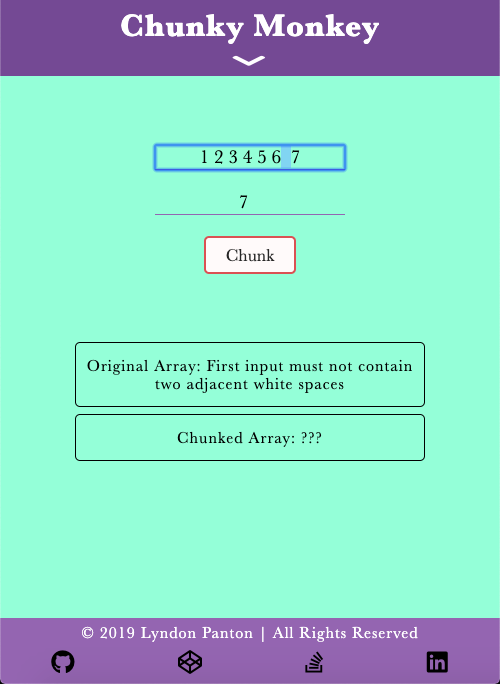 Chunky Monkey
1 2 3 4 5 6  7
7
Chunk
Original Array: First input must not contain
two adjacent white spaces
Chunked Array: ???
© 2019 Lyndon Panton | All Rights Reserved
in